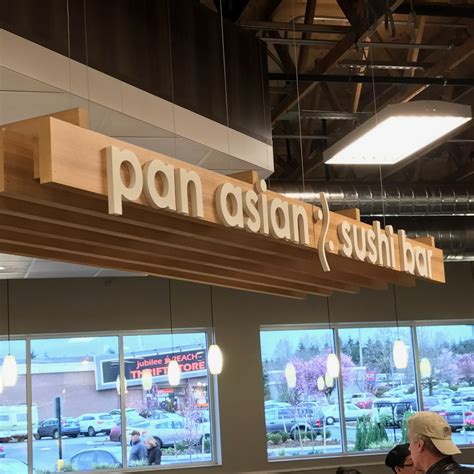 pan asian sushi bar
jubilee REACH
THRIFT STORE